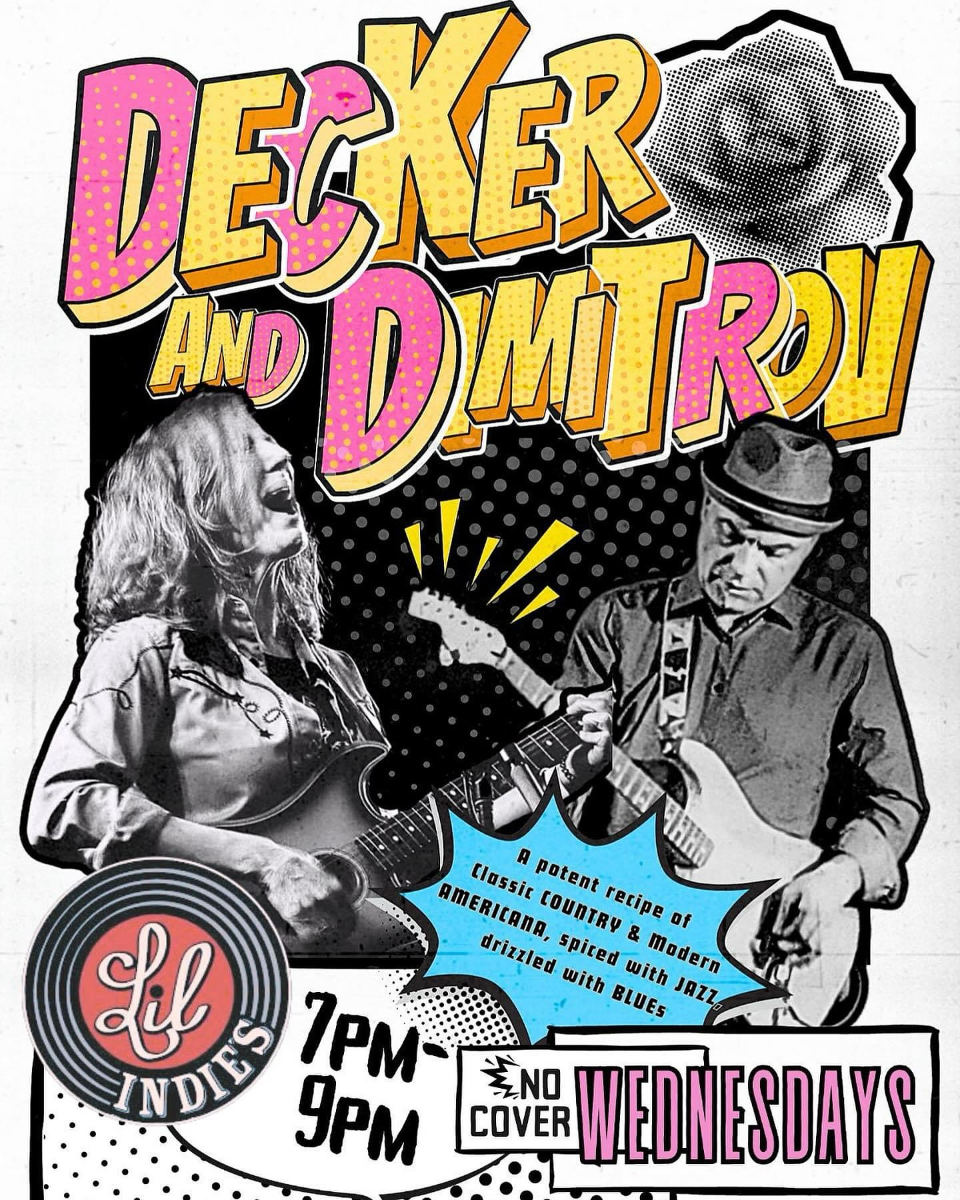 DECKER
AND DIMITROV
A potent recipe of
Classic COUNTRY & Modern
AMERICANA, spiced with JAZZ,
drizzled with BLUEs
Lil
INDIE'S
7PM-
9PM
NO
COVER
WEDNESDAYS